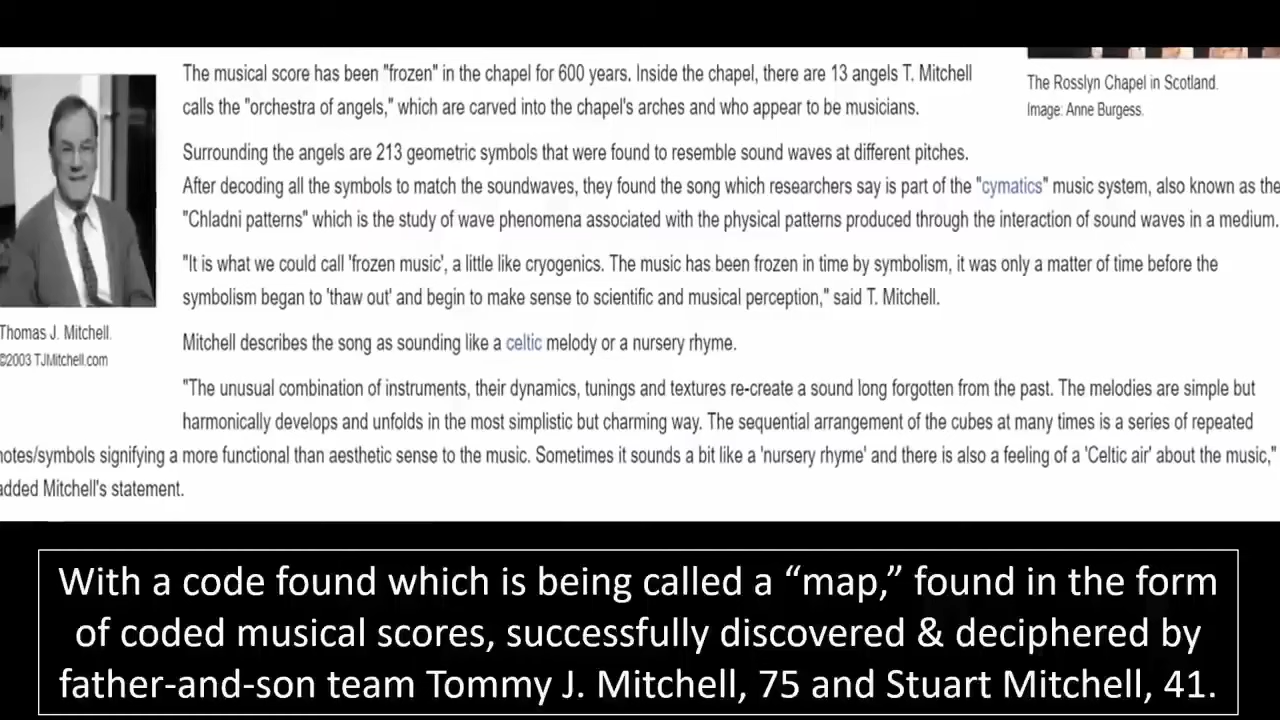 The musical score has been "frozen" in the chapel for 600 years. Inside the chapel, there are 13 angels T. Mitchell
calls the "orchestra of angels," which are carved into the chapel's arches and who appear to be musicians.
The Rosslyn Chapel in Scotland.
Image: Anne Burgess.
Surrounding the angels are 213 geometric symbols that were found to resemble sound waves at different pitches.
After decoding all the symbols to match the soundwaves, they found the song which researchers say is part of the "cymatics" music system, also known as the
"Chladni patterns" which is the study of wave phenomena associated with the physical patterns produced through the interaction of sound waves in a medium.
"It is what we could call 'frozen music', a little like cryogenics. The music has been frozen in time by symbolism, it was only a matter of time before the
symbolism began to 'thaw out' and begin to make sense to scientific and musical perception," said T. Mitchell.
Thomas J. Mitchell.
©2003 TJMitchell.com
Mitchell describes the song as sounding like a celtic melody or a nursery rhyme.
"The unusual combination of instruments, their dynamics, tunings and textures re-create a sound long forgotten from the past. The melodies are simple but
harmonically develops and unfolds in the most simplistic but charming way. The sequential arrangement of the cubes at many times is a series of repeated
notes/symbols signifying a more functional than aesthetic sense to the music. Sometimes it sounds a bit like a 'nursery rhyme' and there is also a feeling of a 'Celtic air' about the music,"
added Mitchell's statement.
With a code found which is being called a “map,” found in the form
of coded musical scores, successfully discovered & deciphered by
father-and-son team Tommy J. Mitchell, 75 and Stuart Mitchell, 41.